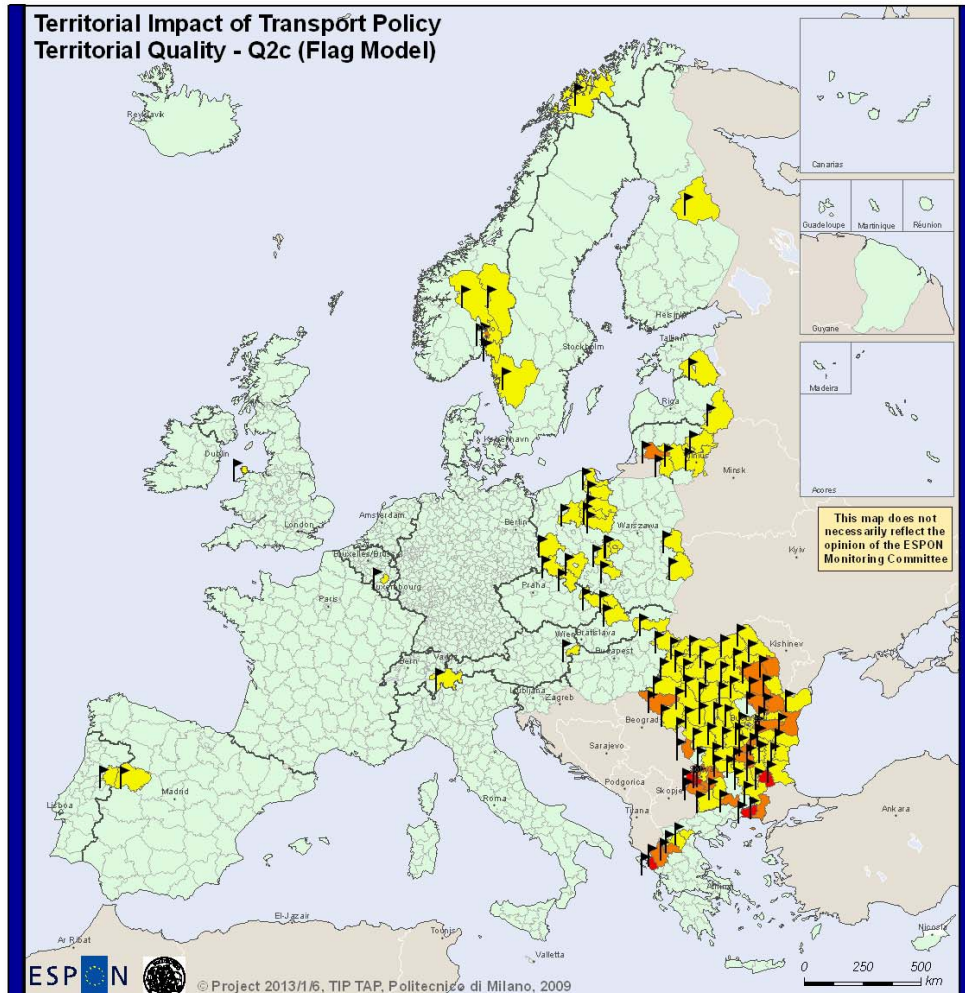 Territorial Impact of Transport Policy
Territorial Quality - Q2c (Flag Model)
Reykjavik
Canarias
Guadeloupe
Martinique
Réunion
Guyane
Helsinki
Tallinn
Stockholm
Riga
Madeira
Dublin
København
Minsk
Acores
London
Amsterdam
Berlin
Warszawa
This map does not
necessarily reflect the
opinion of the ESPON
Monitoring Committee
Kyiv
Bruxelles/Brussel
Luxembourg
Praha
Paris
Wien
Bratislava
Kishinev
Bern
Vaduz
Budapest
Ljubljana
Zagreb
Beograd
Sarajevo
Podgorica
Skopje
Lisboa
Madrid
Roma
Tirana
Ankara
Tounis
El-Jazair
Ar Ribat
Valletta
Nicosia
ESPON
© Project 2013/1/6, TIP TAP, Politecnico di Milano, 2009
0 250 500
km